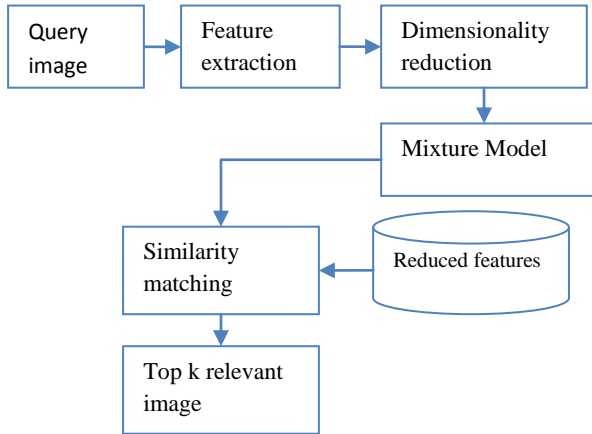 Query
image
Feature
extraction
Dimensionality
reduction
Mixture Model
Similarity
matching
Reduced features
Top k relevant
image